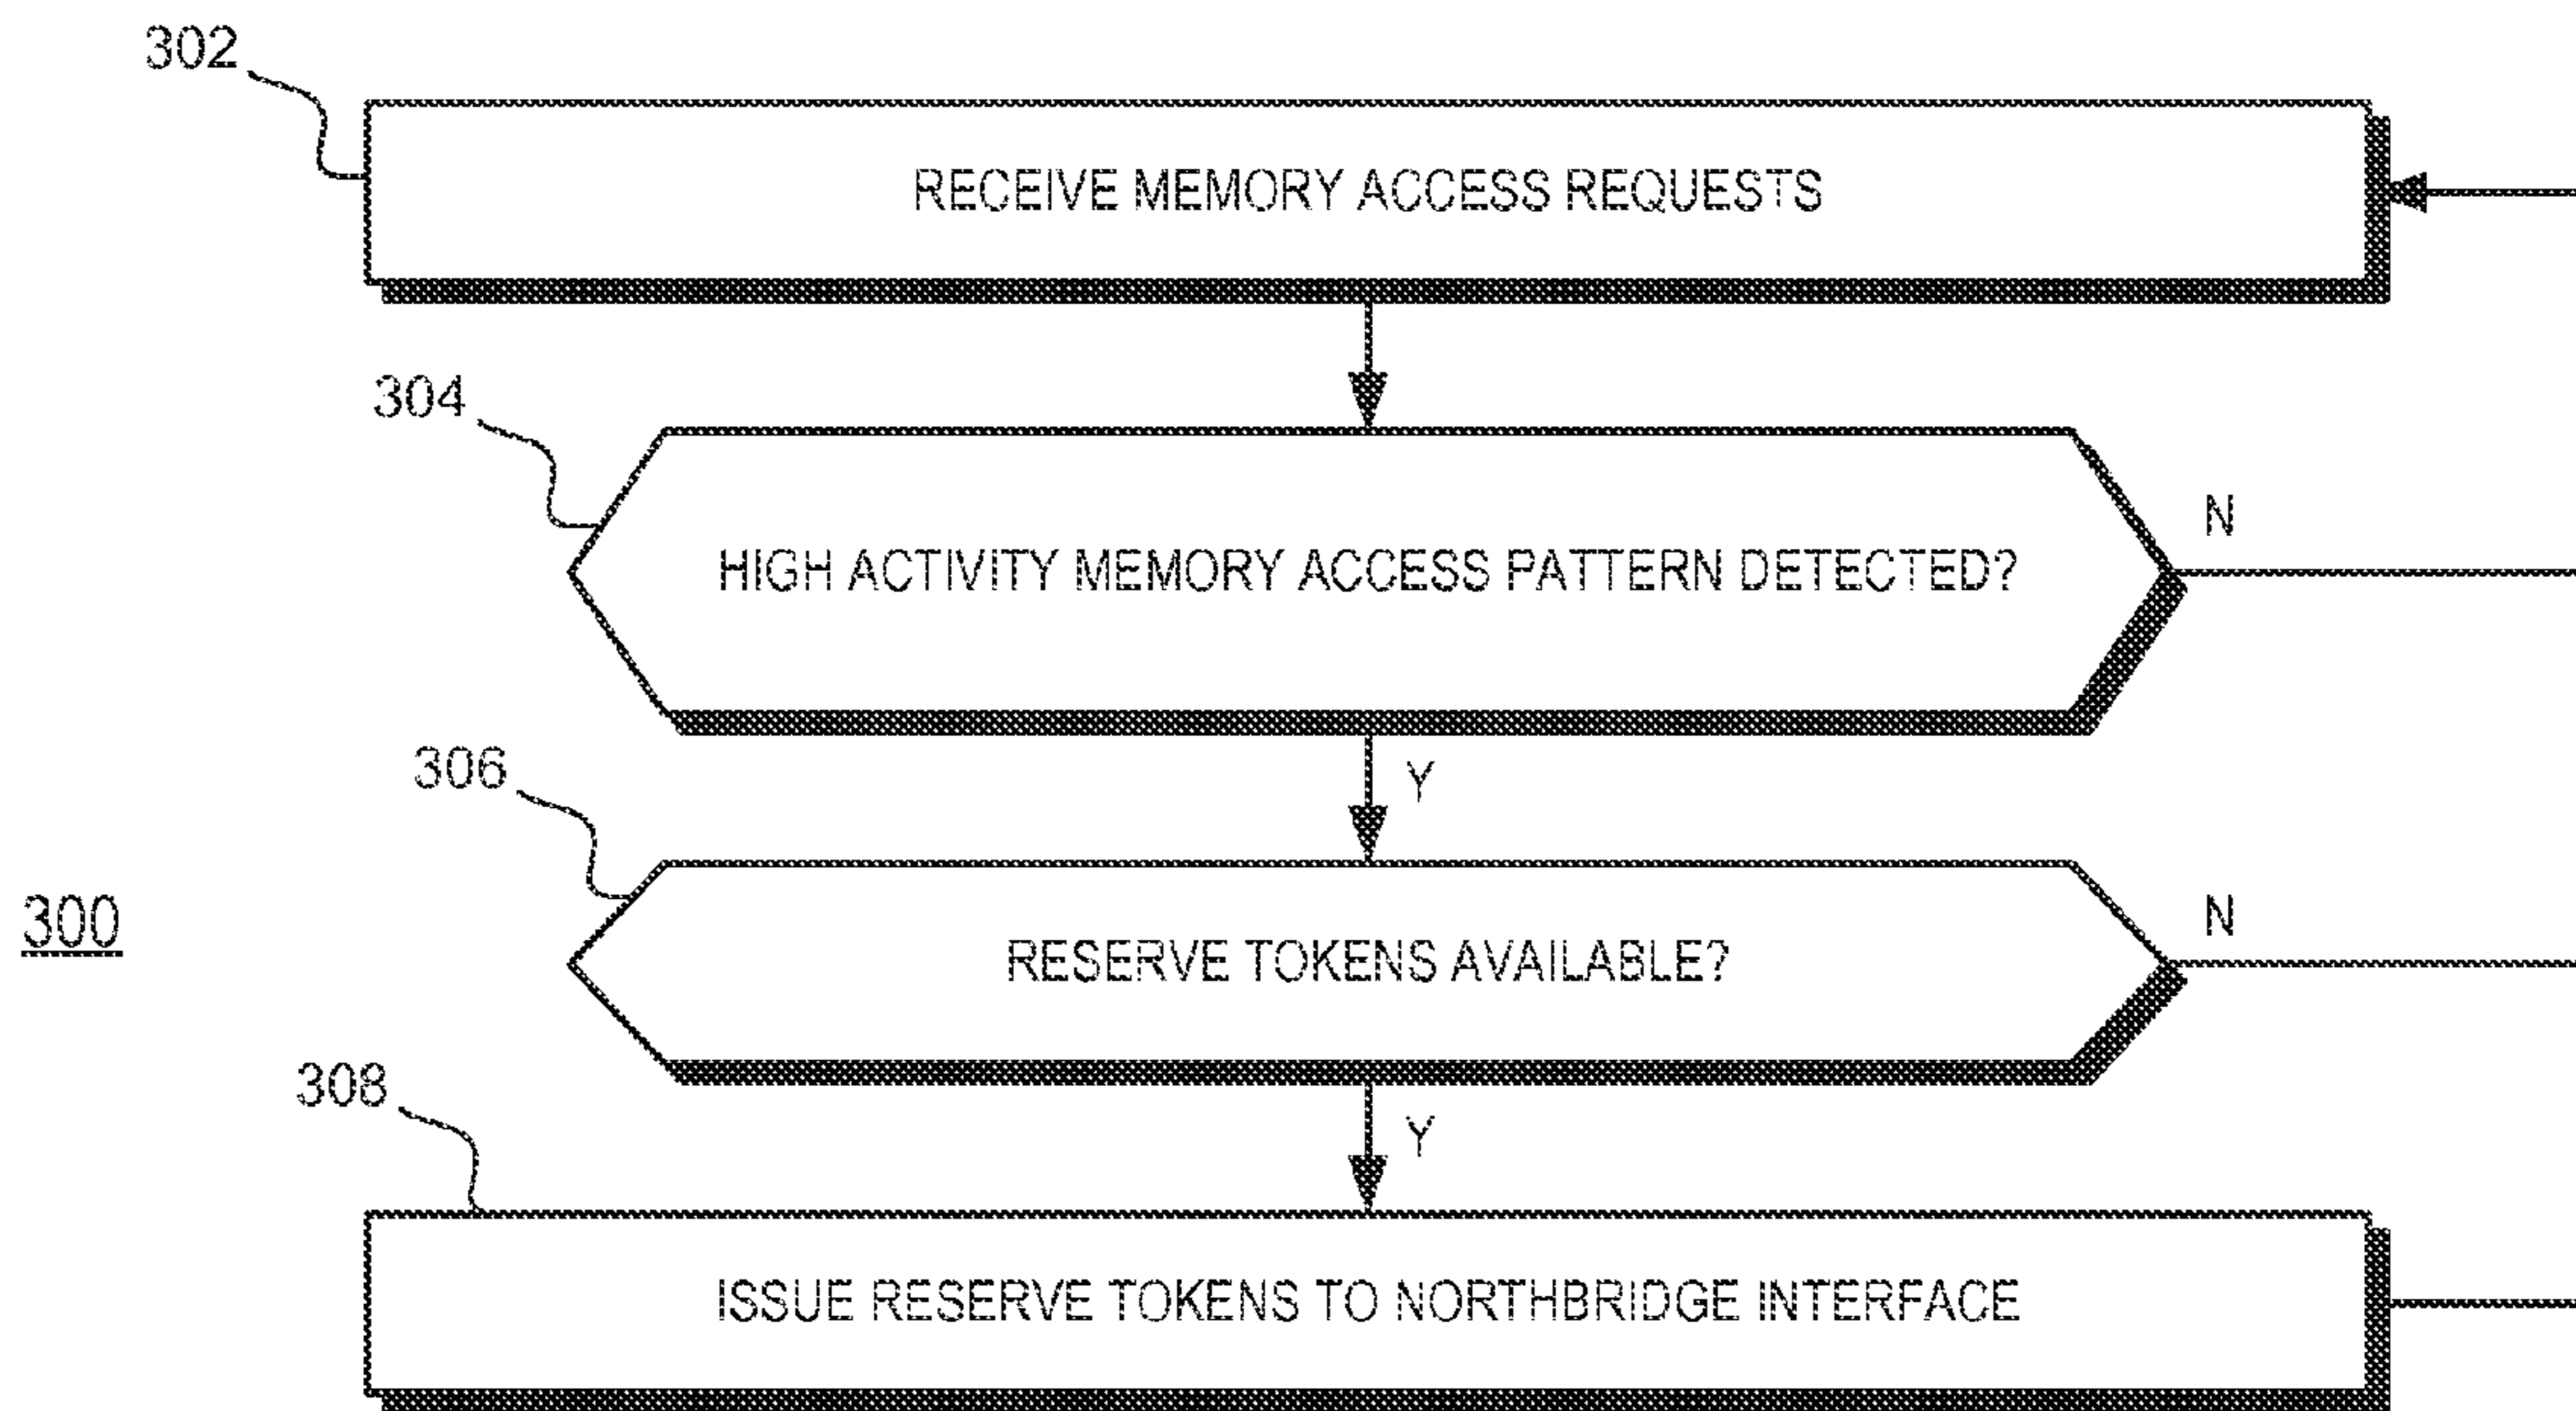 302
RECEIVE MEMORY ACCESS REQUESTS
304
HIGH ACTIVITY MEMORY ACCESS PATTERN DETECTED?
N
Y
306
RESERVE TOKENS AVAILABLE?
N
Y
300
308
ISSUE RESERVE TOKENS TO NORTHBRIDGE INTERFACE